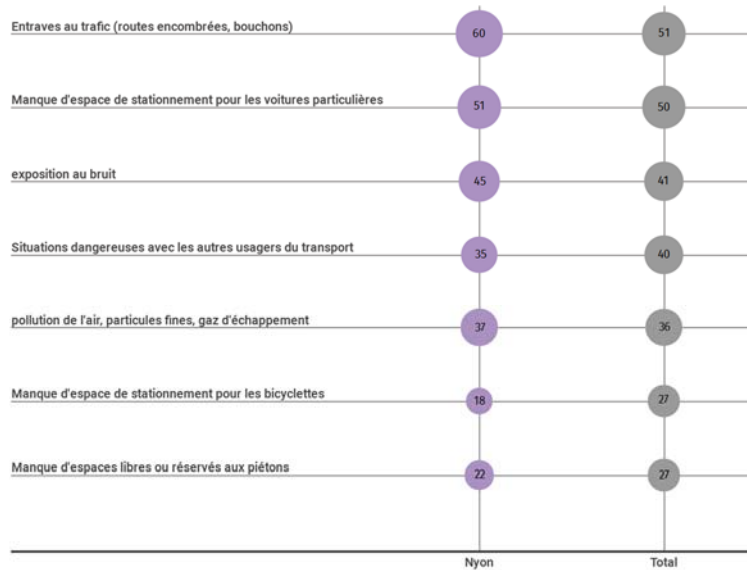 Entraves au trafic (routes encombrées, bouchons) 60 51
Manque d'espace de stationnement pour les voitures particulières 51 50
exposition au bruit 45 41
Situations dangereuses avec les autres usagers du transport 35 40
pollution de l'air, particules fines, gaz d'échappement 37 36
Manque d'espace de stationnement pour les bicyclettes 18 27
Manque d'espaces libres ou réservés aux piétons 22 27
Nyon Total